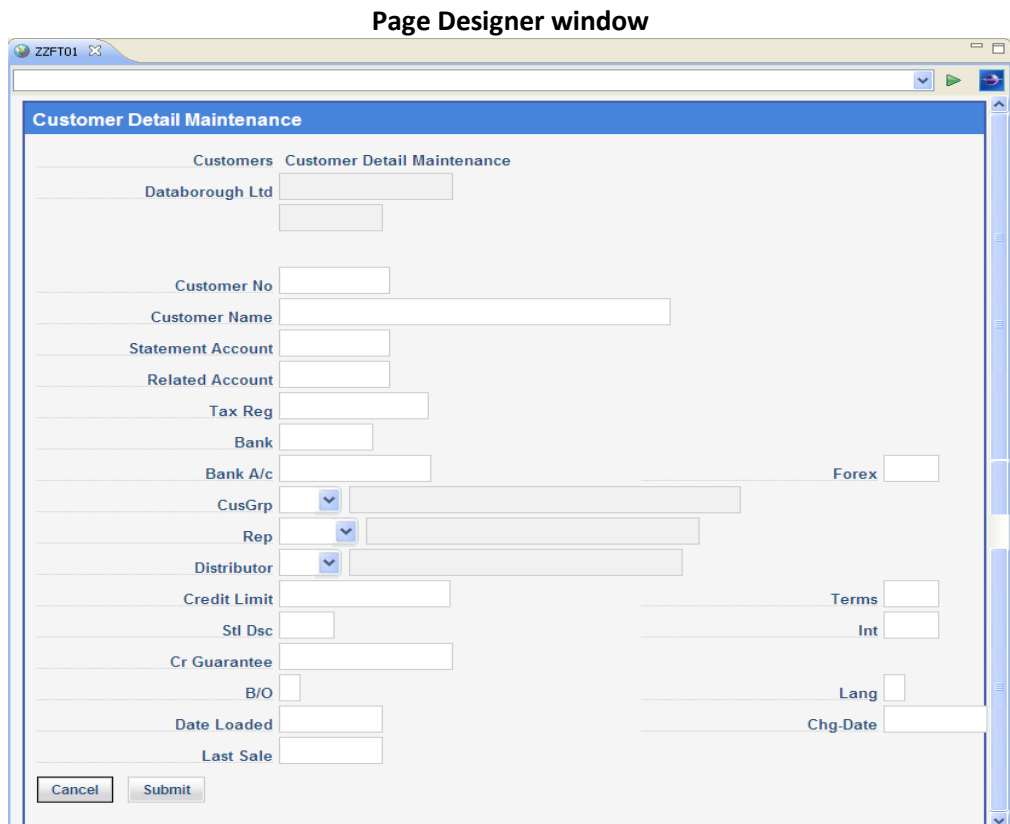 Page Designer window
ZZFT01
Customer Detail Maintenance
Customers Customer Detail Maintenance
Databorough Ltd
Customer No
Customer Name
Statement Account
Related Account
Tax Reg
Bank
Bank A/c Forex
CusGrp
Rep
Distributor
Credit Limit Terms
Stl Dsc Int
Cr Guarantee
B/O Lang
Date Loaded Chg-Date
Last Sale
Cancel Submit